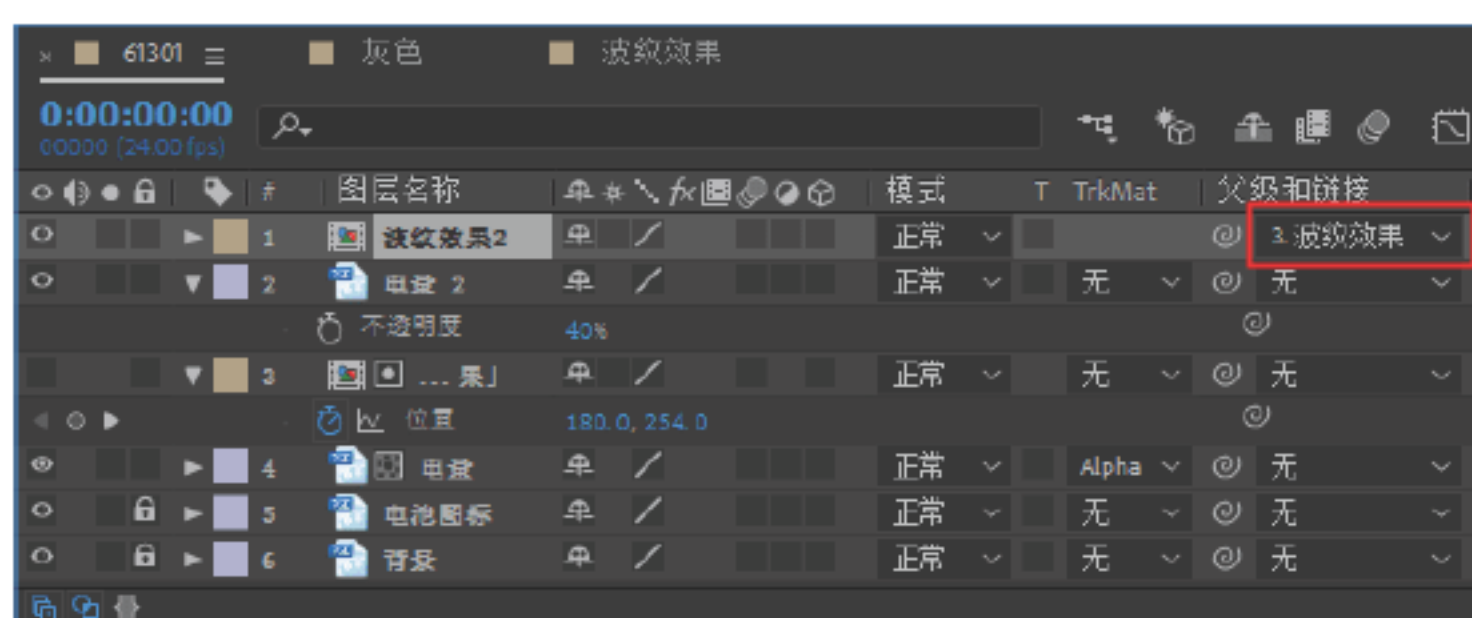 61301 灰色 波纹效果
0:00:00:00
00000 (24.00 fps)
# 图层名称 fx 模式 T TrkMat 父级和链接
1 波纹效果2 正常 3.波纹效果
2 电量 2 正常 无 无
不透明度 40%
3 ... 果」 正常 无 无
位置 180.0, 254.0
4 电量 正常 Alpha 无
5 电池图标 正常 无 无
6 背景 正常 无 无